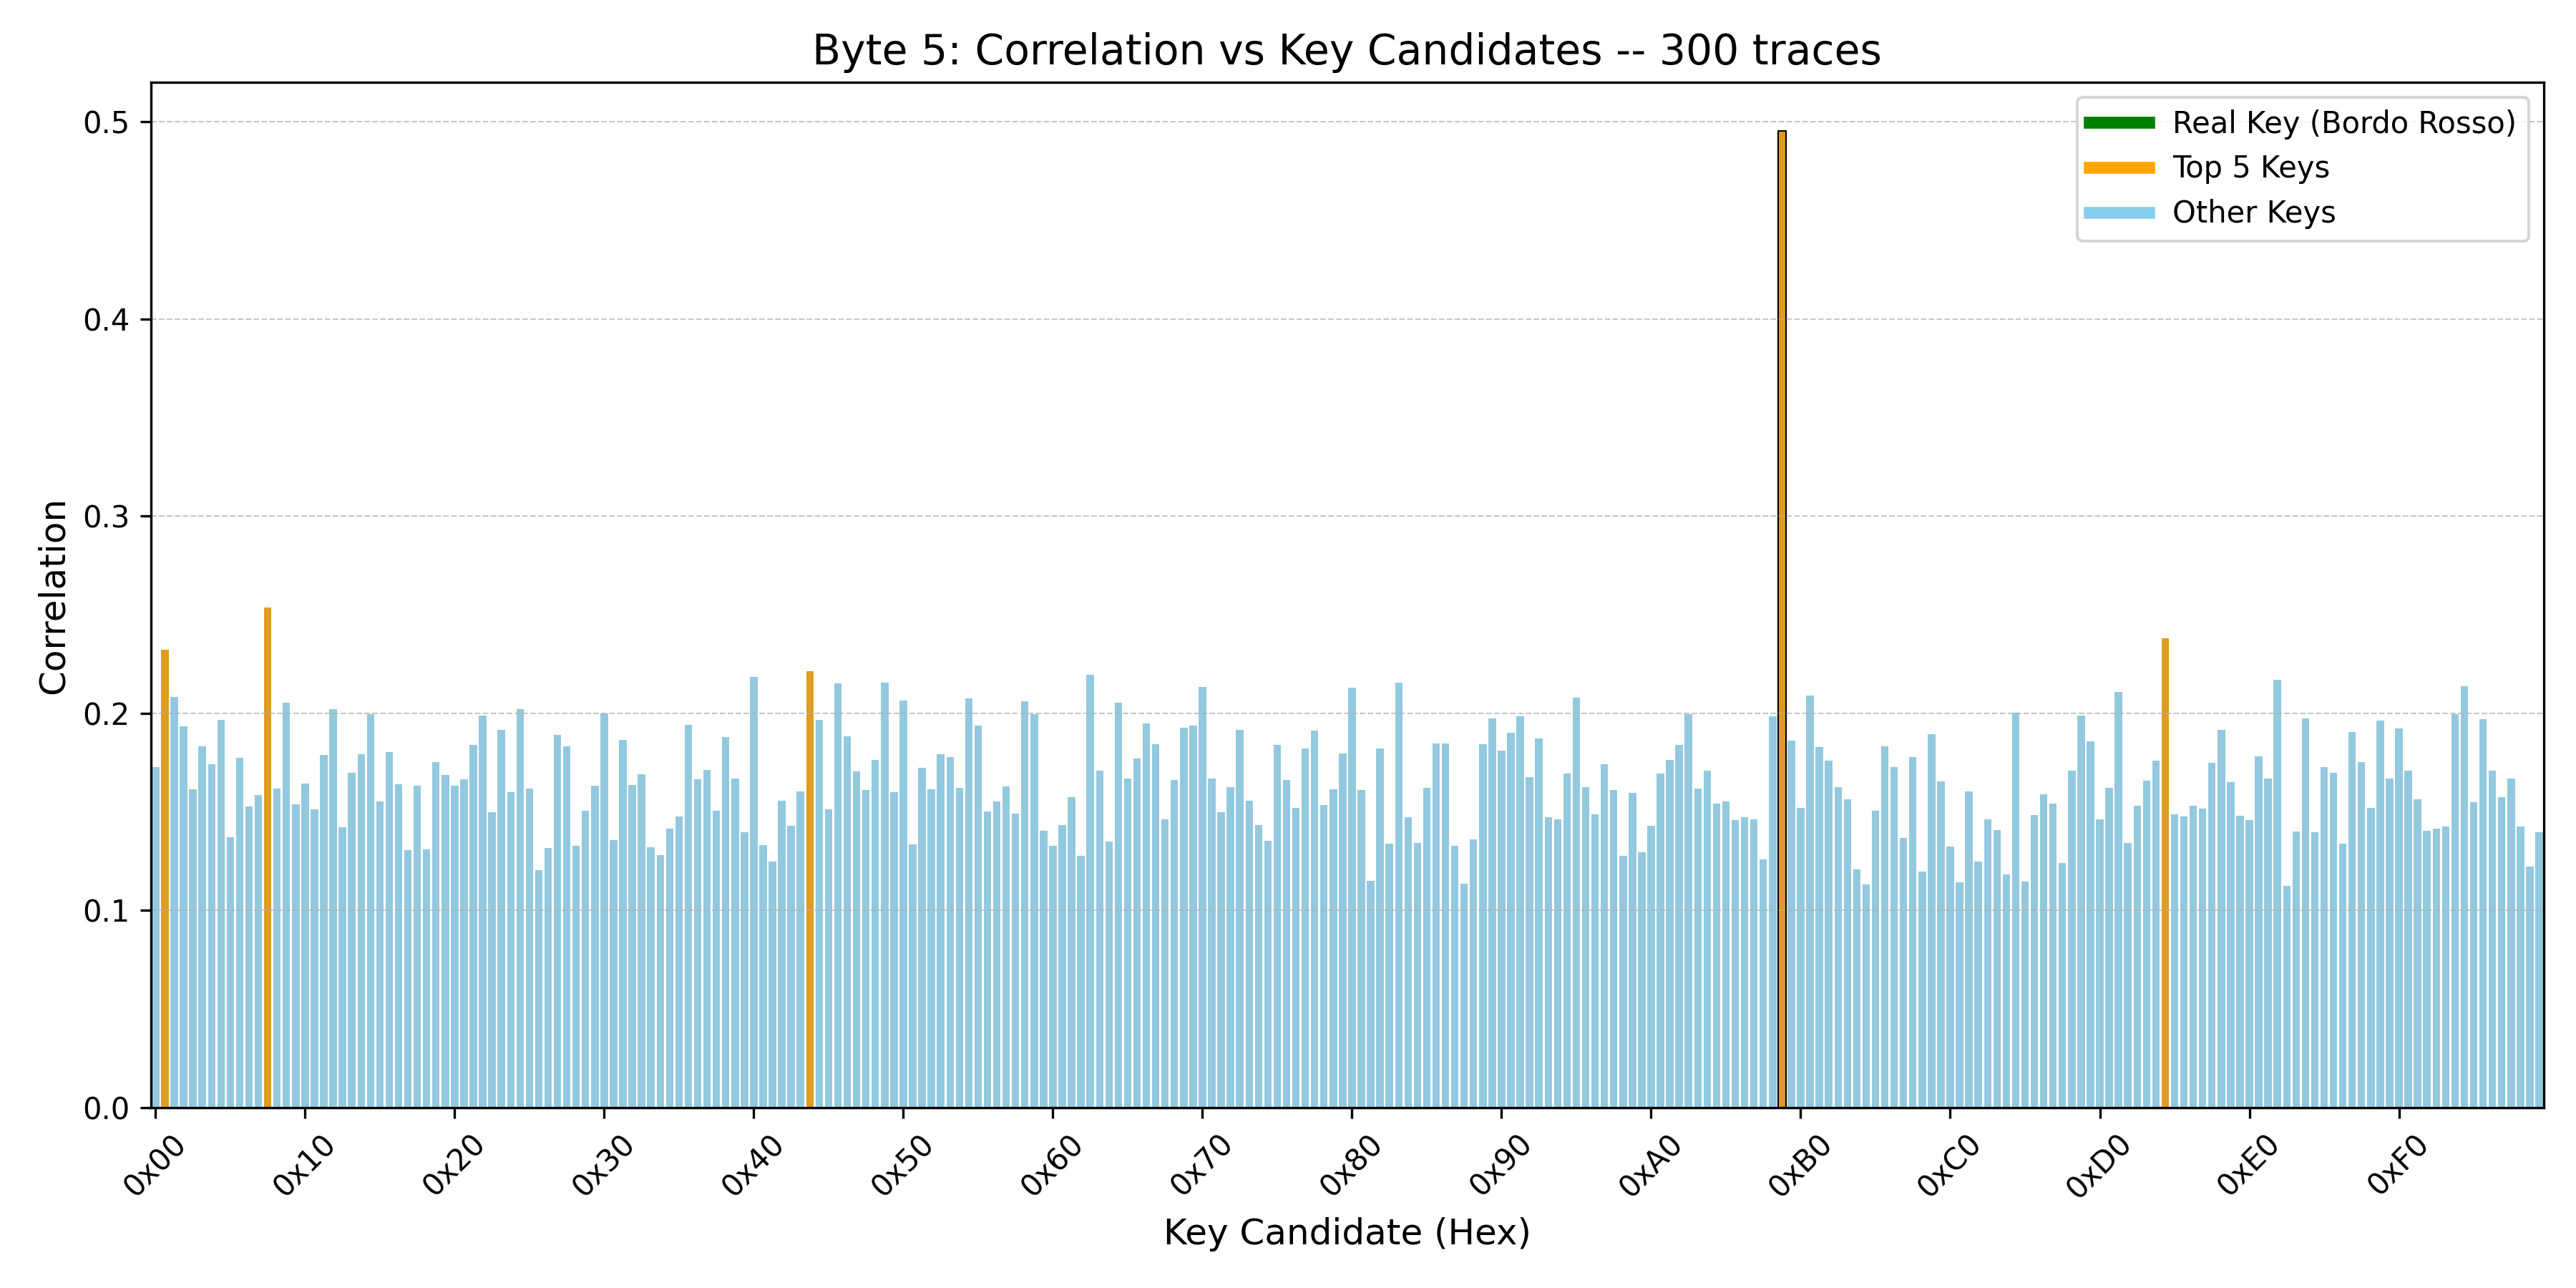 Byte 5: Correlation vs Key Candidates -- 300 traces
Real Key (Bordo Rosso)
Top 5 Keys
Other Keys
Correlation
0.5
0.4
0.3
0.2
0.1
0.0
0x00 0x10 0x20 0x30 0x40 0x50 0x60 0x70 0x80 0x90 0xA0 0xB0 0xC0 0xD0 0xE0 0xF0
Key Candidate (Hex)